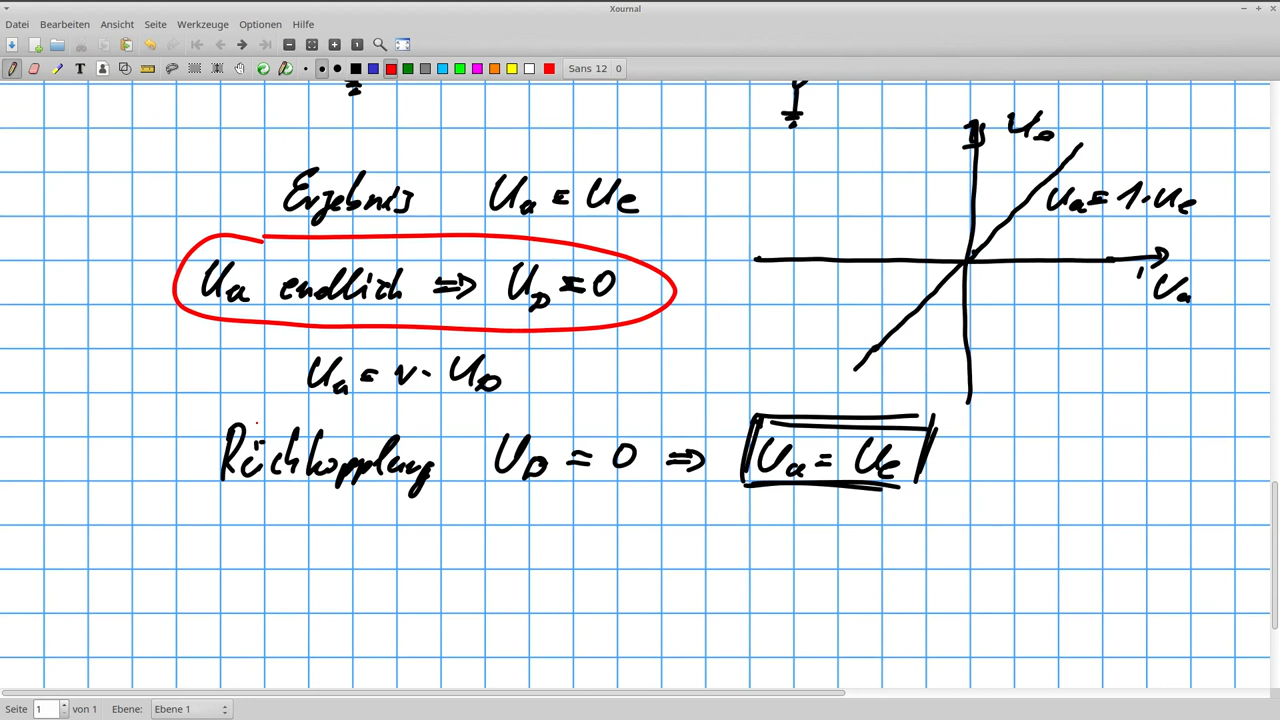 Xournal
Datei Bearbeiten Ansicht Seite Werkzeuge Optionen Hilfe
Sans 12 0
Ergebnis Ua = Ue
Ua endlich ⇒ UD = 0
Ua = v · UD
Rückkopplung UD = 0 ⇒ Ua = Ue
Ua = 1·Ue
Ua
Seite 1 von 1 Ebene: Ebene 1